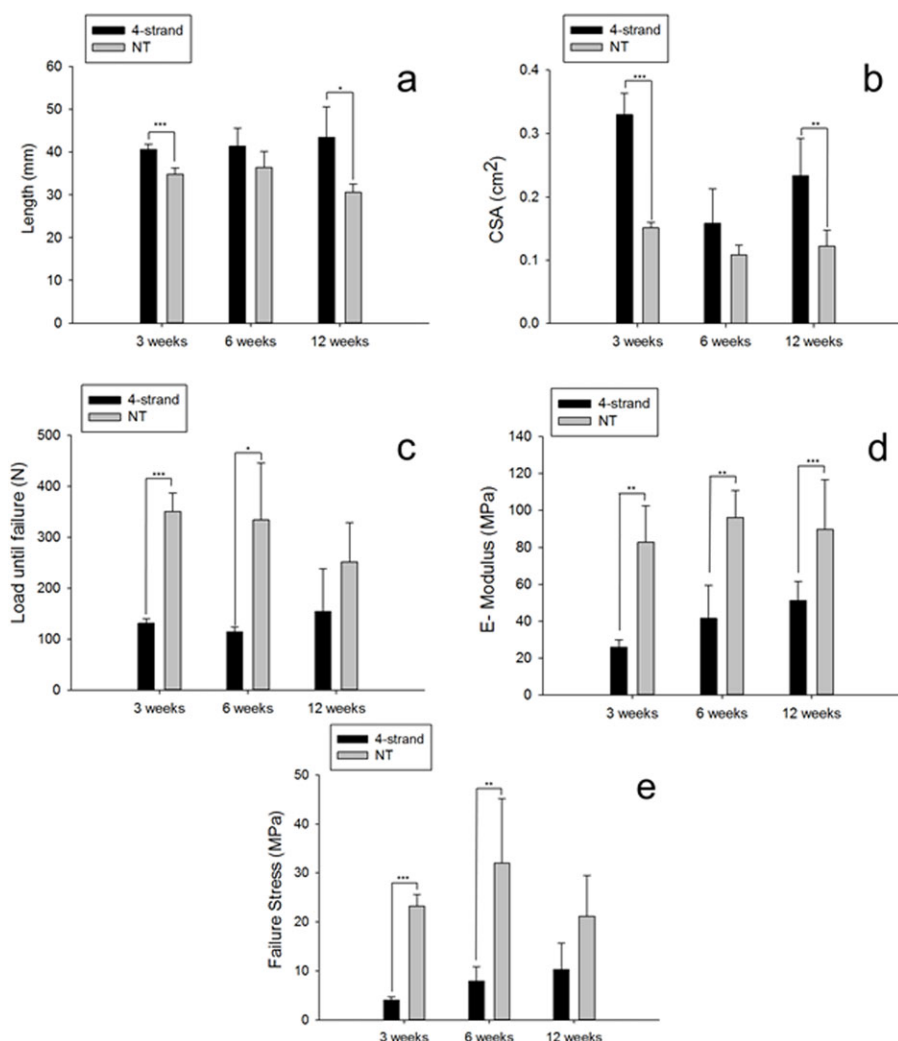 4-strand
NT
a
Length (mm)
60
50
40
30
20
10
0
***
*
3 weeks
6 weeks
12 weeks
4-strand
NT
b
CSA (cm²)
0.4
0.3
0.2
0.1
0.0
***
**
3 weeks
6 weeks
12 weeks
4-strand
NT
c
Load until failure (N)
500
400
300
200
100
0
***
*
3 weeks
6 weeks
12 weeks
4-strand
NT
d
E- Modulus (MPa)
140
120
100
80
60
40
20
0
**
**
***
3 weeks
6 weeks
12 weeks
4-strand
NT
e
Failure Stress (MPa)
50
40
30
20
10
0
***
**
3 weeks
6 weeks
12 weeks